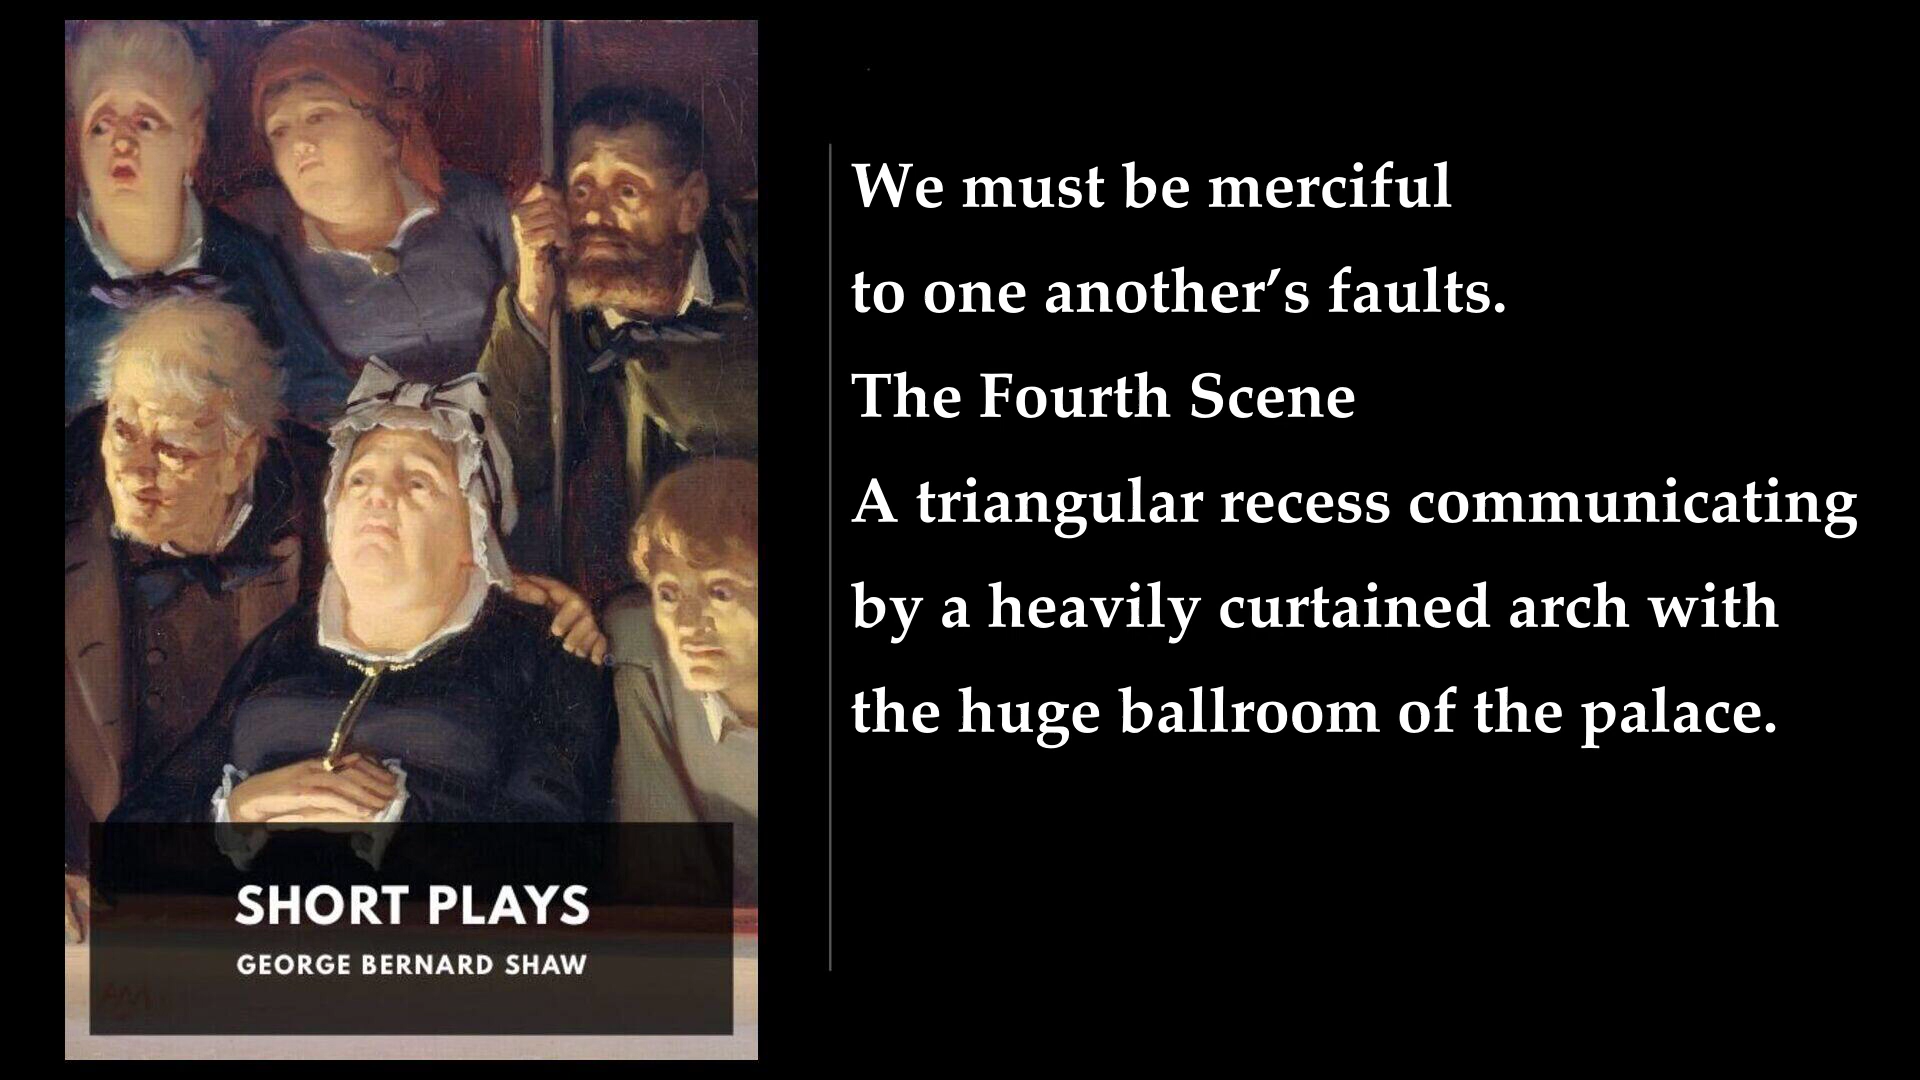 We must be merciful
to one another’s faults.
The Fourth Scene
A triangular recess communicating
by a heavily curtained arch with
the huge ballroom of the palace.
SHORT PLAYS
GEORGE BERNARD SHAW